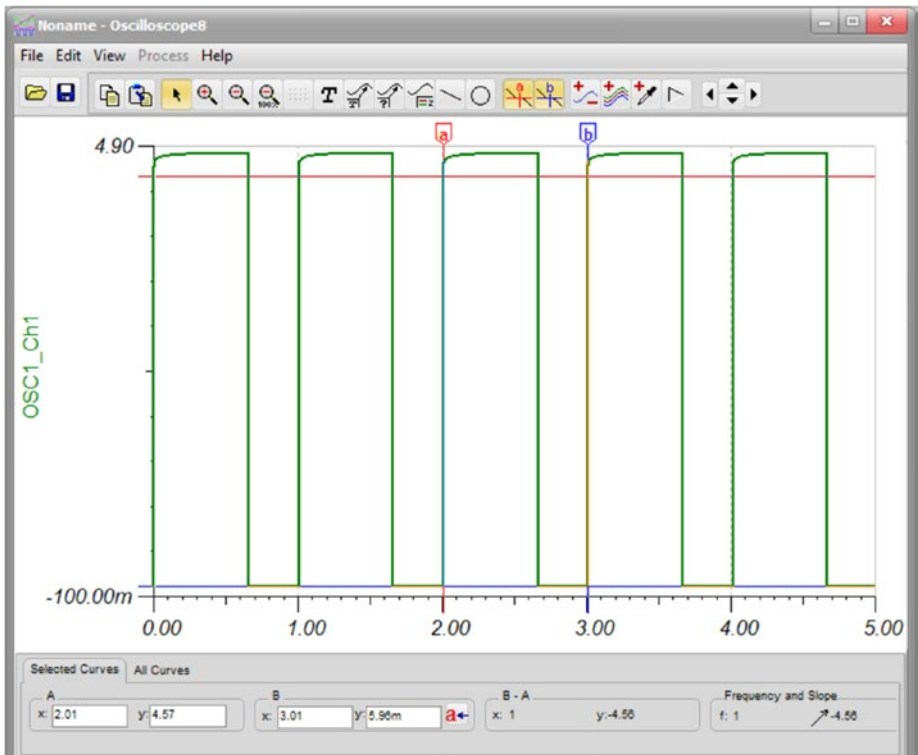 Noname - Oscilloscope8
File Edit View Process Help
100% T ? a b
a b
4.90
OSC1_Ch1
-100.00m
0.00 1.00 2.00 3.00 4.00 5.00
Selected Curves All Curves
A B B - A Frequency and Slope
x: 2.01 y: 4.57 x: 3.01 y: 5.96m a x: 1 y:-4.56 f: 1 -4.56